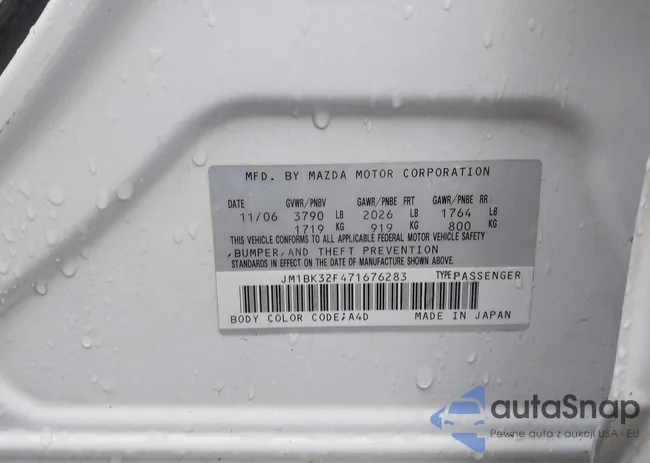 MFD. BY MAZDA MOTOR CORPORATION
DATE GVWR/PNBV GAWR/PNBE FRT GAWR/PNBE RR
11/06 3790 LB 2026 LB 1764 LB
1719 KG 919 KG 800 KG
THIS VEHICLE CONFORMS TO ALL APPLICABLE FEDERAL MOTOR VEHICLE SAFETY
,BUMPER,AND THEFT PREVENTION
STANDARDS IN EFFECT ON THE DATE OF MANUFACTURE SHOWN ABOVE.
JM1BK32F471676283 TYPE:PASSENGER
BODY COLOR CODE;A4D MADE IN JAPAN
autaSnap
Pewne auta z aukcji USA i EU